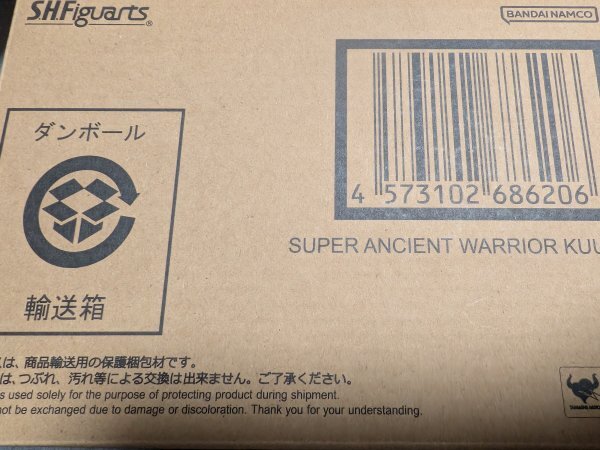 S.H.Figuarts
BANDAI NAMCO
ダンボール
輸送箱
4 573102 686206
SUPER ANCIENT WARRIOR KUU
は、商品輸送用の保護梱包材です。
は、つぶれ、汚れ等による交換は出来ません。ご了承ください。
s used solely for the purpose of protecting product during shipment.
not be exchanged due to damage or discoloration. Thank you for your understanding.